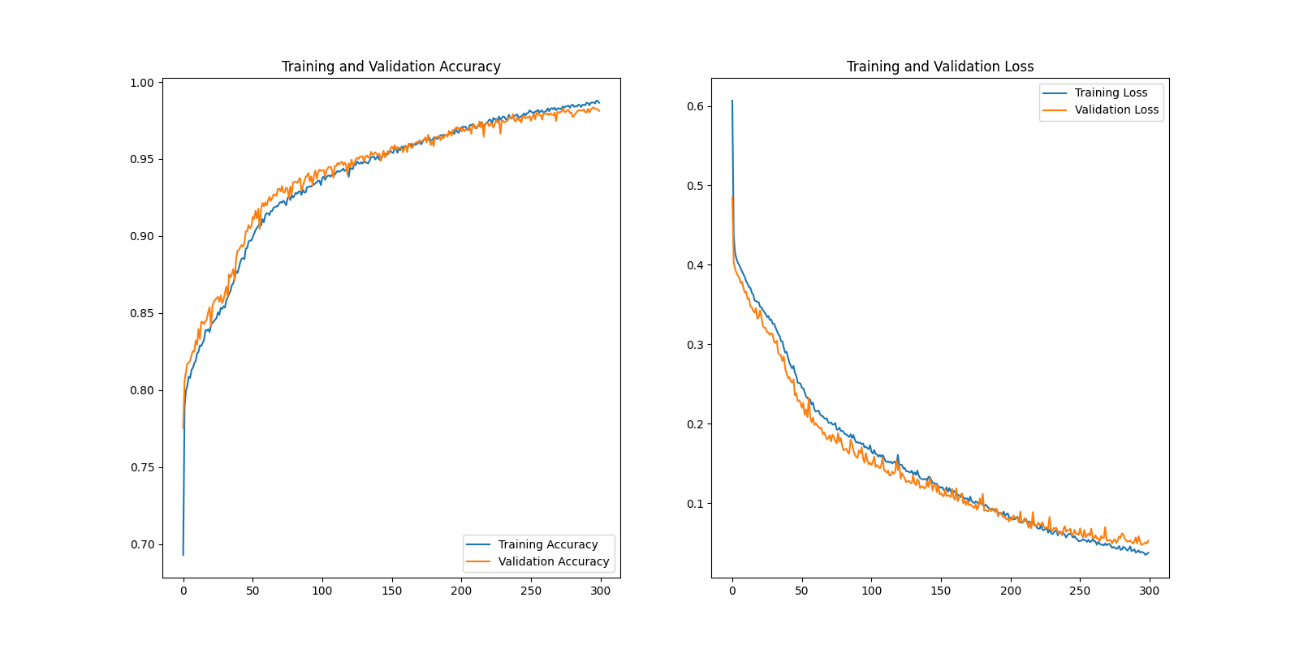 Training and Validation Accuracy
1.00
0.95
0.90
0.85
0.80
0.75
0.70
0 50 100 150 200 250 300
Training Accuracy
Validation Accuracy
Training and Validation Loss
0.6
0.5
0.4
0.3
0.2
0.1
0 50 100 150 200 250 300
Training Loss
Validation Loss